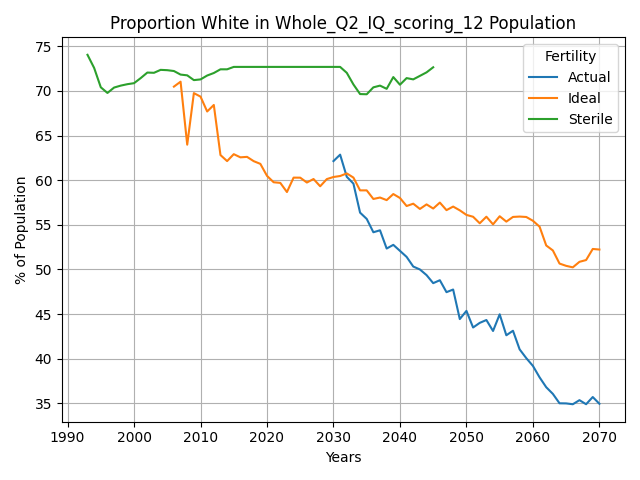 Proportion White in Whole_Q2_IQ_scoring_12 Population
Fertility
Actual
Ideal
Sterile
% of Population
75
70
65
60
55
50
45
40
35
1990
2000
2010
2020
2030
2040
2050
2060
2070
Years